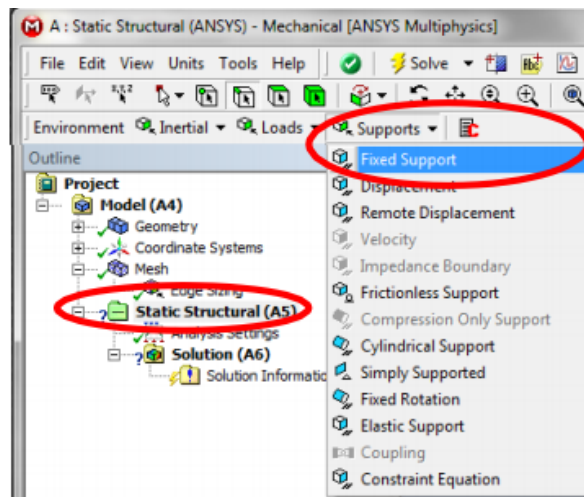 A : Static Structural (ANSYS) - Mechanical [ANSYS Multiphysics]
File Edit View Units Tools Help Solve
Environment Inertial Loads Supports
Outline
Project
Model (A4)
Geometry
Coordinate Systems
Mesh
Edge Sizing
Static Structural (A5)
Analysis Settings
Solution (A6)
Solution Informatio
Fixed Support
Displacement
Remote Displacement
Velocity
Impedance Boundary
Frictionless Support
Compression Only Support
Cylindrical Support
Simply Supported
Fixed Rotation
Elastic Support
Coupling
Constraint Equation